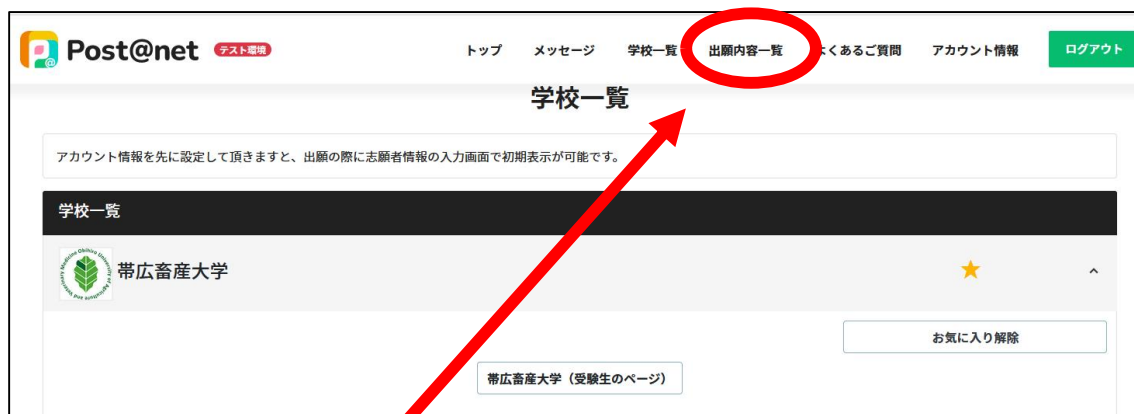 Post@net テスト環境
トップ メッセージ 学校一覧 出願内容一覧 よくあるご質問 アカウント情報 ログアウト
学校一覧
アカウント情報を先に設定して頂きますと、出願の際に志願者情報の入力画面で初期表示が可能です。
学校一覧
帯広畜産大学
お気に入り解除
帯広畜産大学（受験生のページ）